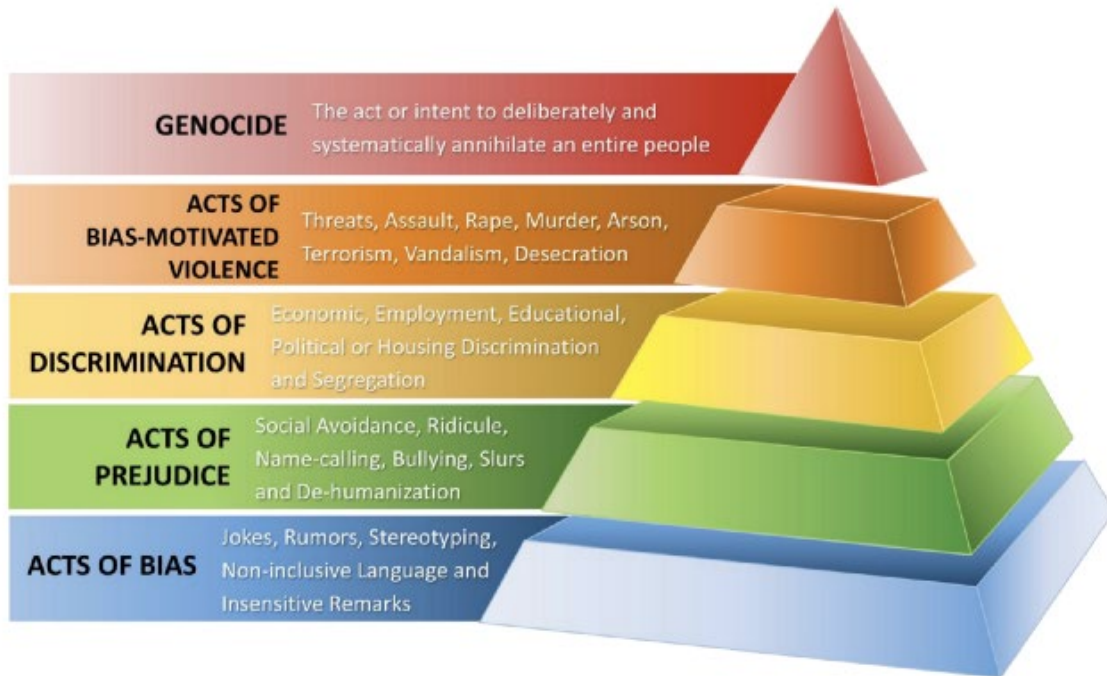 GENOCIDE
The act or intent to deliberately and
systematically annihilate an entire people
ACTS OF
BIAS-MOTIVATED
VIOLENCE
Threats, Assault, Rape, Murder, Arson,
Terrorism, Vandalism, Desecration
ACTS OF
DISCRIMINATION
Economic, Employment, Educational,
Political or Housing Discrimination
and Segregation
ACTS OF
PREJUDICE
Social Avoidance, Ridicule,
Name-calling, Bullying, Slurs
and De-humanization
ACTS OF BIAS
Jokes, Rumors, Stereotyping,
Non-inclusive Language and
Insensitive Remarks